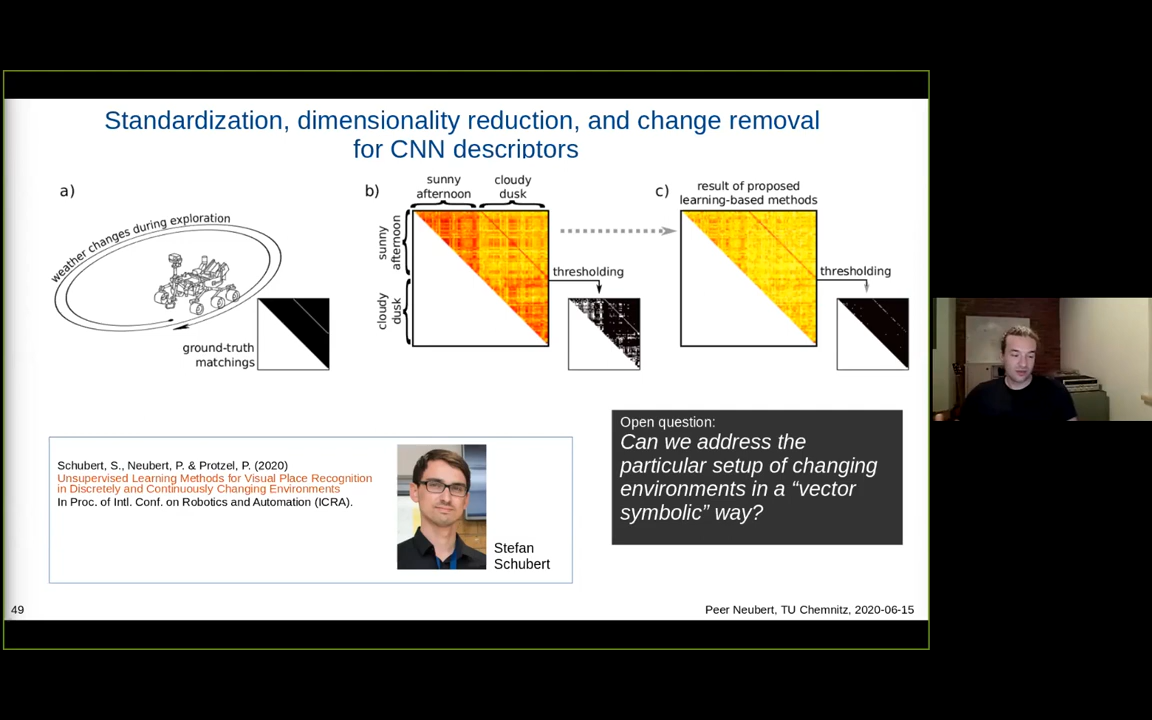 Standardization, dimensionality reduction, and change removal
for CNN descriptors
a)
weather changes during exploration
ground-truth
matchings
b)
sunny
afternoon
cloudy
dusk
sunny
afternoon
cloudy
dusk
thresholding
c)
result of proposed
learning-based methods
thresholding
Schubert, S., Neubert, P. & Protzel, P. (2020)
Unsupervised Learning Methods for Visual Place Recognition
in Discretely and Continuously Changing Environments
In Proc. of Intl. Conf. on Robotics and Automation (ICRA).
Stefan
Schubert
Open question:
Can we address the
particular setup of changing
environments in a “vector
symbolic” way?
49
Peer Neubert, TU Chemnitz, 2020-06-15